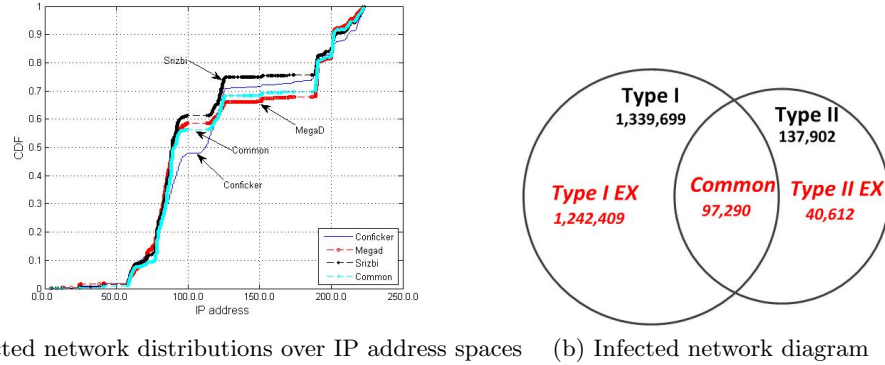 1
0.9
0.8
0.7
0.6
0.5
0.4
0.3
0.2
0.1
0
CDF
Srizbi
MegaD
Common
Conficker
Conficker
Megad
Srizbi
Common
0.0.0.0 50.0.0 100.0.0 150.0.0 200.0.0 250.0.0
IP address
Type I
1,339,699
Type II
137,902
Type I EX
1,242,409
Common
97,290
Type II EX
40,612
cted network distributions over IP address spaces
(b) Infected network diagram